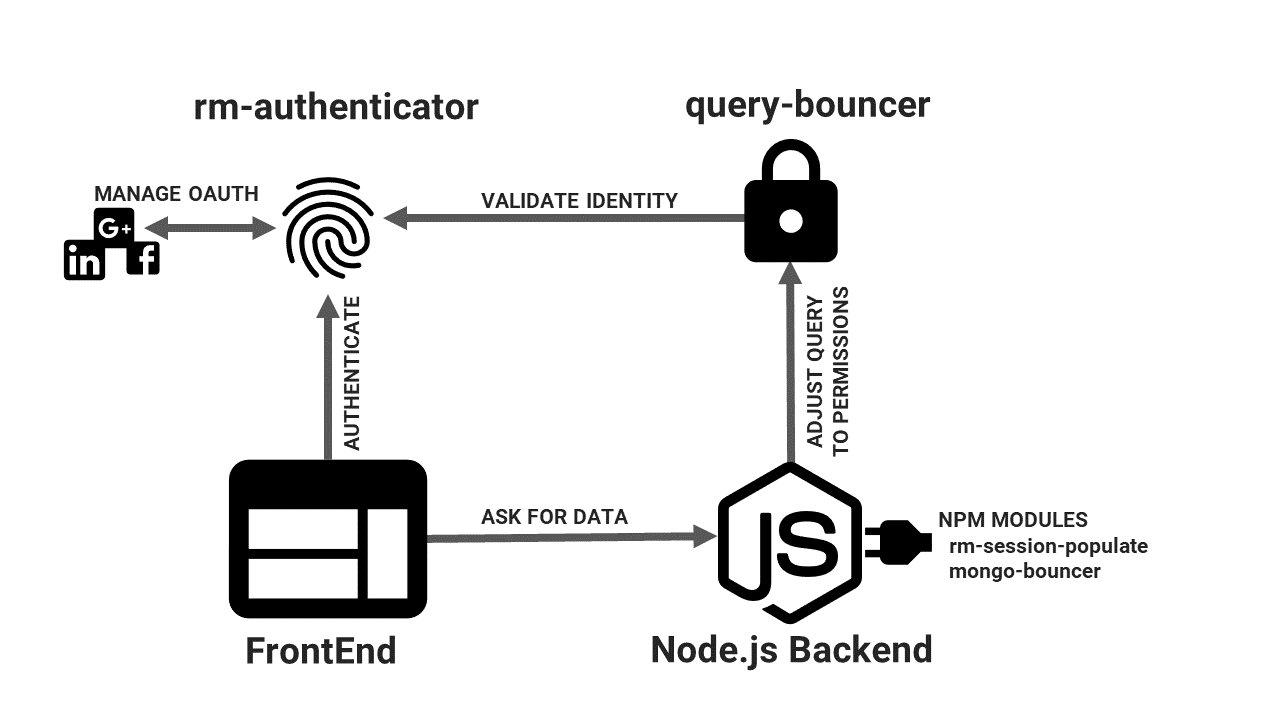 rm-authenticator
query-bouncer
MANAGE OAUTH
G+
in
f
VALIDATE IDENTITY
AUTHENTICATE
ADJUST QUERY
TO PERMISSIONS
ASK FOR DATA
JS
NPM MODULES
rm-session-populate
mongo-bouncer
FrontEnd
Node.js Backend